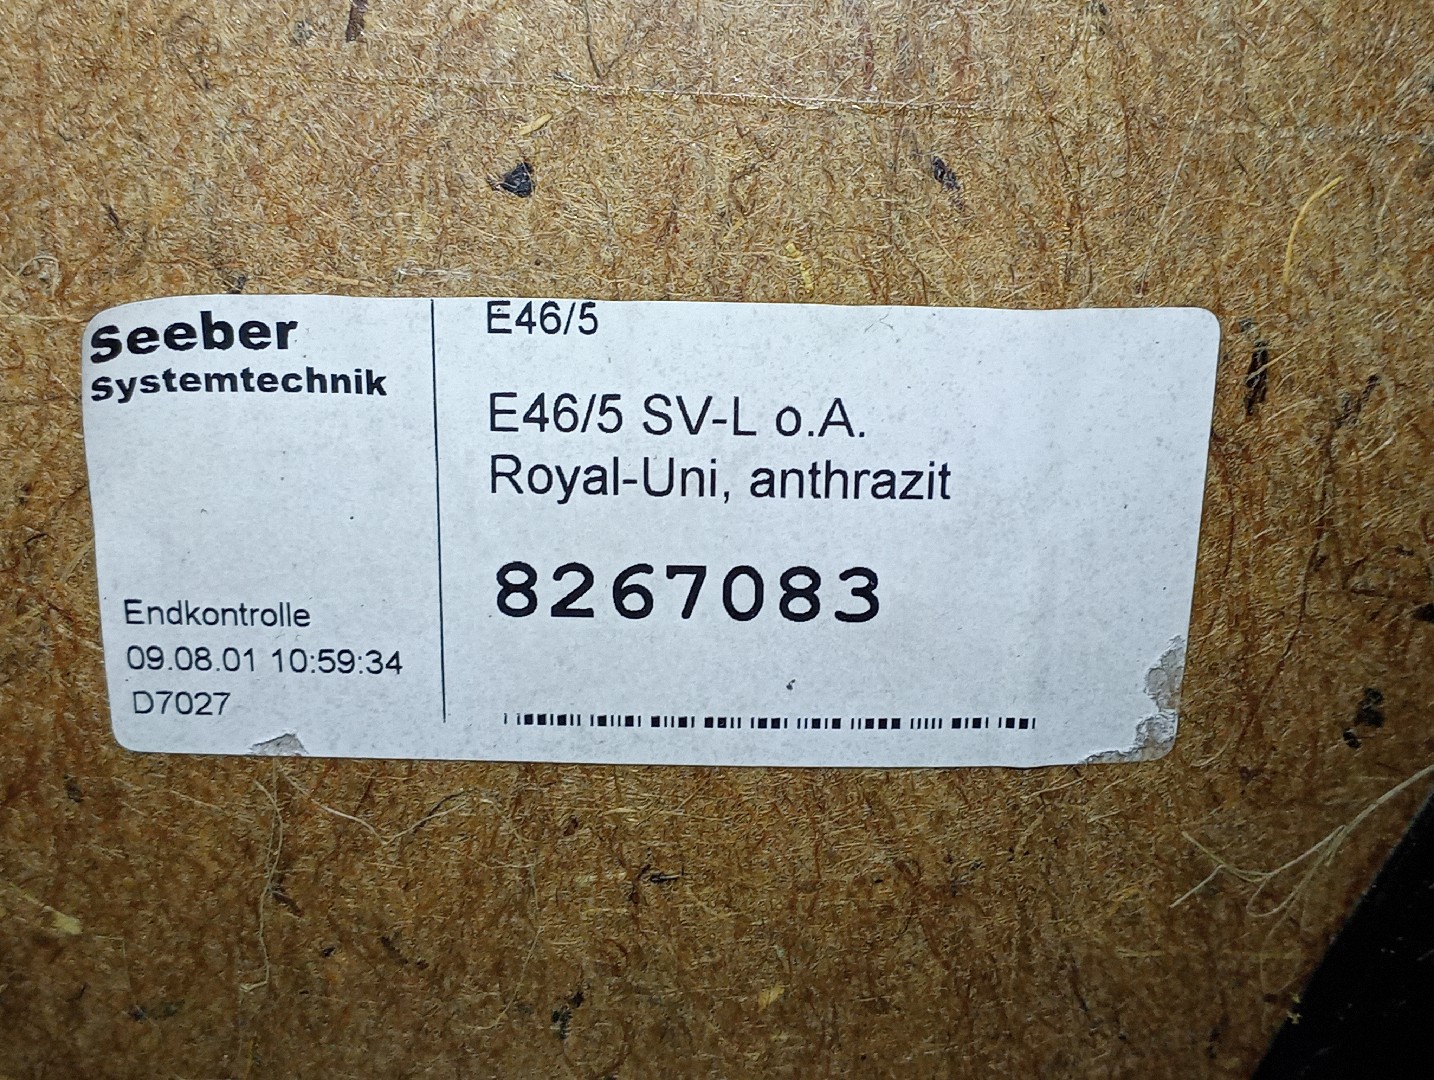 Seeber
Systemtechnik
Endkontrolle
09.08.01 10:59:34
D7027
E46/5
E46/5 SV-L o.A.
Royal-Uni, anthrazit
8267083